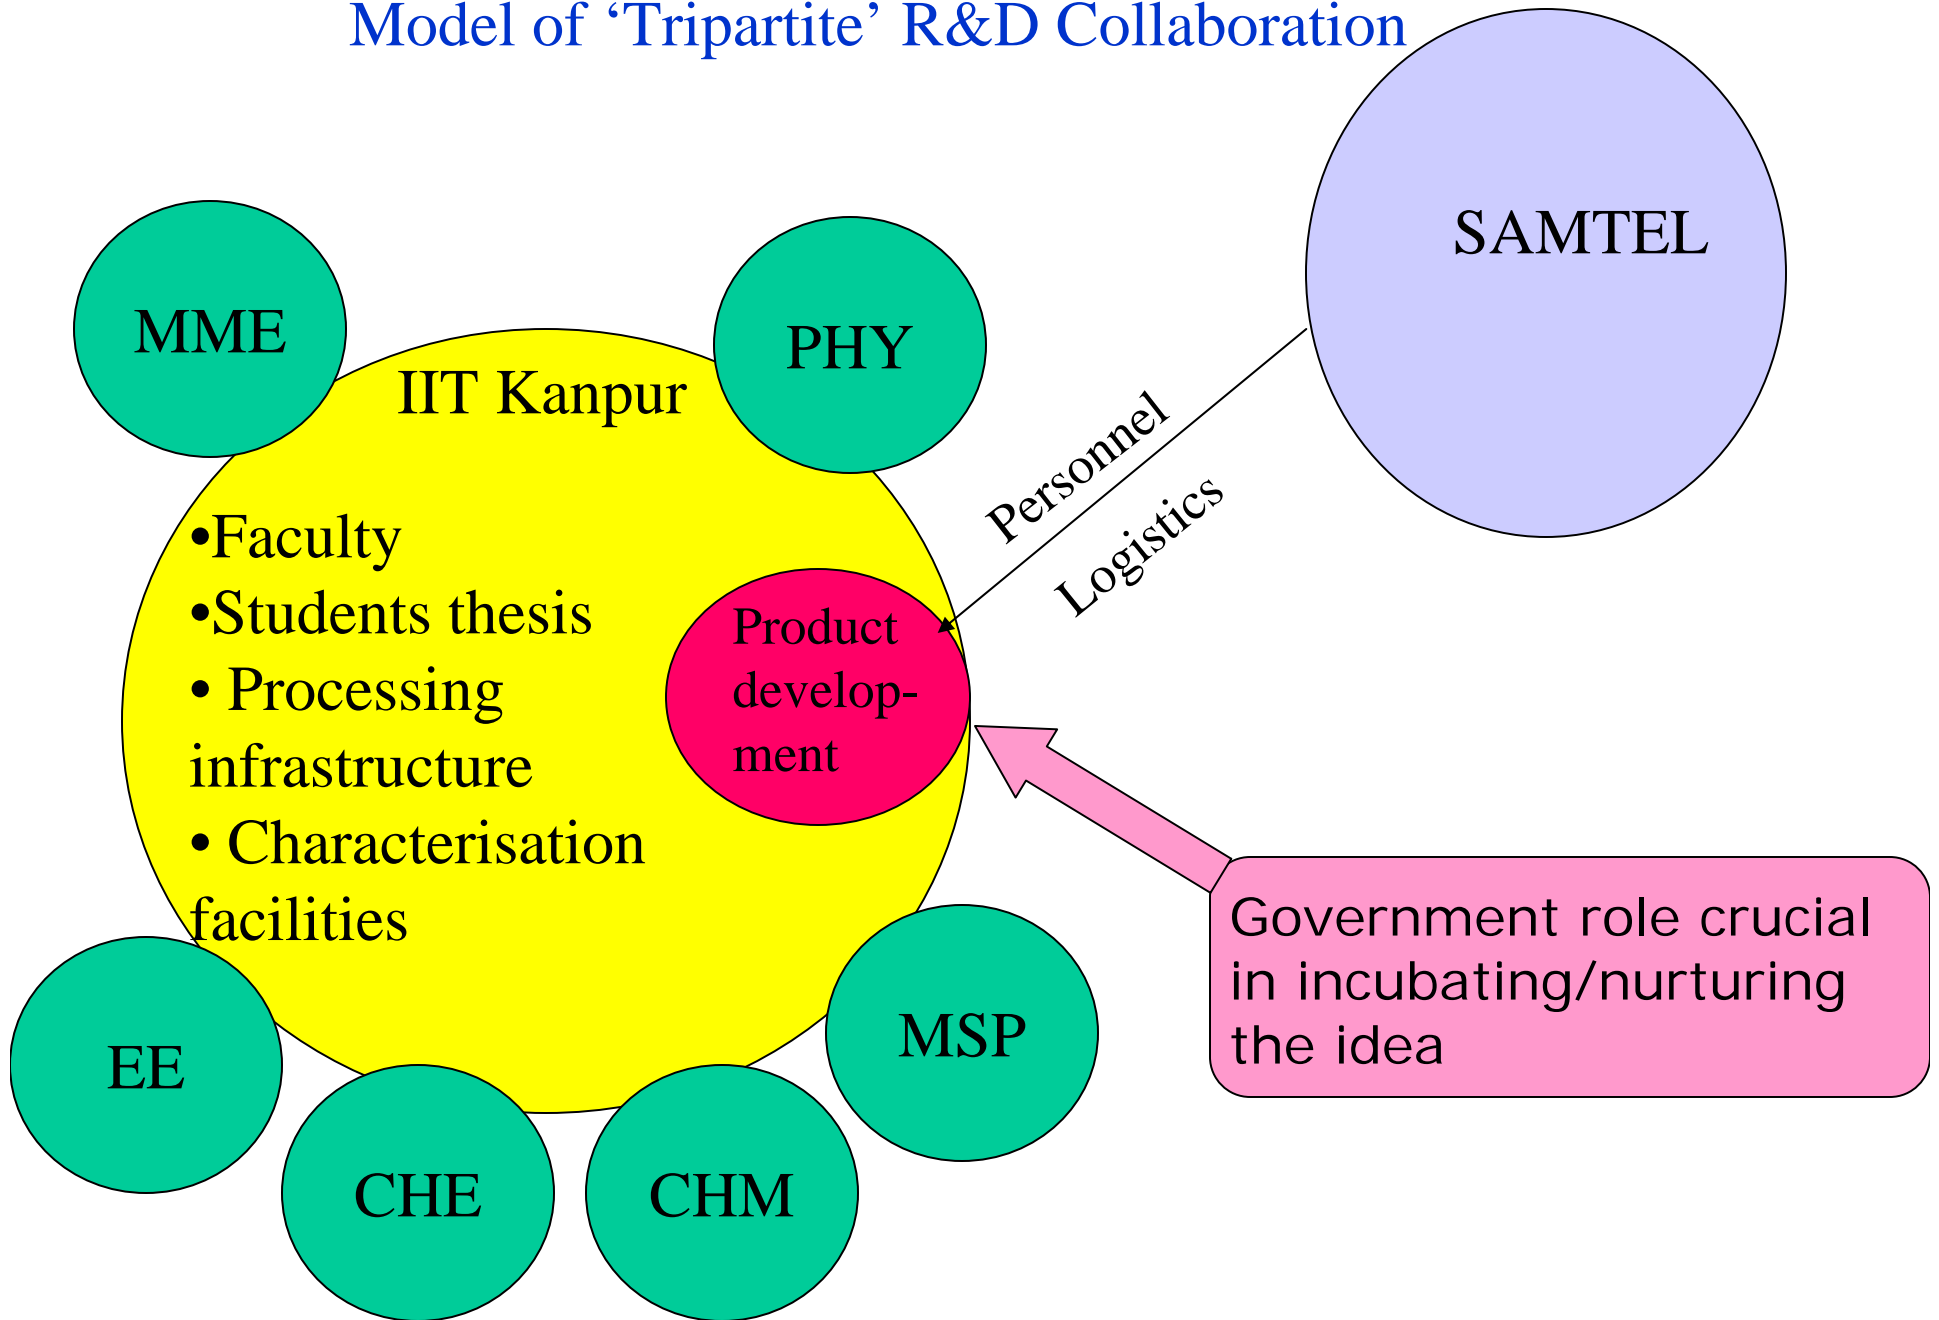 Model of ‘Tripartite’ R&D Collaboration
SAMTEL
MME
PHY
IIT Kanpur
Personnel
Logistics
•Faculty
•Students thesis
• Processing
infrastructure
• Characterisation
facilities
Product
develop-
ment
Government role crucial
in incubating/nurturing
the idea
MSP
EE
CHE
CHM